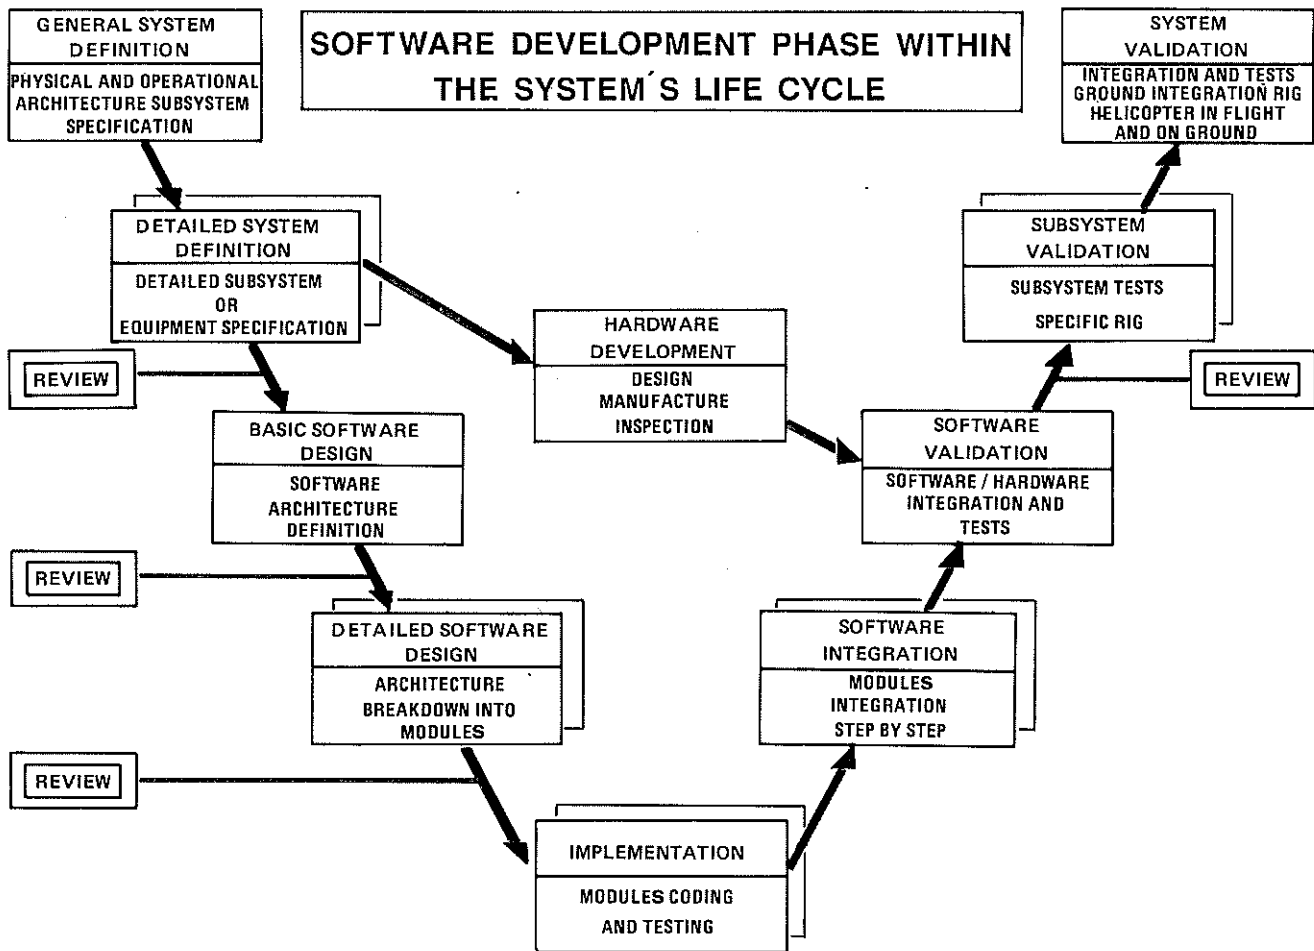 GENERAL SYSTEM
DEFINITION
PHYSICAL AND OPERATIONAL
ARCHITECTURE SUBSYSTEM
SPECIFICATION
SOFTWARE DEVELOPMENT PHASE WITHIN
THE SYSTEM´S LIFE CYCLE
SYSTEM
VALIDATION
INTEGRATION AND TESTS
GROUND INTEGRATION RIG
HELICOPTER IN FLIGHT
AND ON GROUND
DETAILED SYSTEM
DEFINITION
DETAILED SUBSYSTEM
OR
EQUIPMENT SPECIFICATION
SUBSYSTEM
VALIDATION
SUBSYSTEM TESTS
SPECIFIC RIG
HARDWARE
DEVELOPMENT
DESIGN
MANUFACTURE
INSPECTION
REVIEW
REVIEW
BASIC SOFTWARE
DESIGN
SOFTWARE
ARCHITECTURE
DEFINITION
SOFTWARE
VALIDATION
SOFTWARE / HARDWARE
INTEGRATION AND
TESTS
REVIEW
DETAILED SOFTWARE
DESIGN
ARCHITECTURE
BREAKDOWN INTO
MODULES
SOFTWARE
INTEGRATION
MODULES
INTEGRATION
STEP BY STEP
REVIEW
IMPLEMENTATION
MODULES CODING
AND TESTING